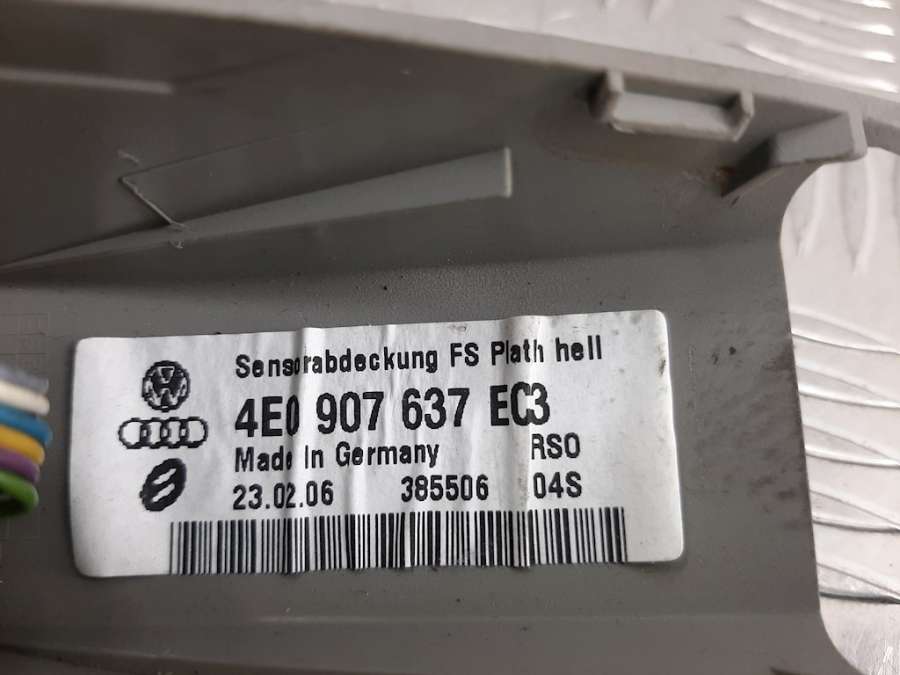 Sensorabdeckung FS Plath hell
4E0 907 637 EC3
Made In Germany RSO
23.02.06 385506 04S